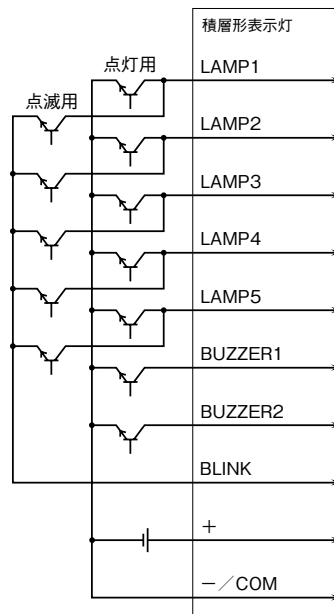 積層形表示灯
点灯用
LAMP1
点滅用
LAMP2
LAMP3
LAMP4
LAMP5
BUZZER1
BUZZER2
BLINK
＋
－／COM